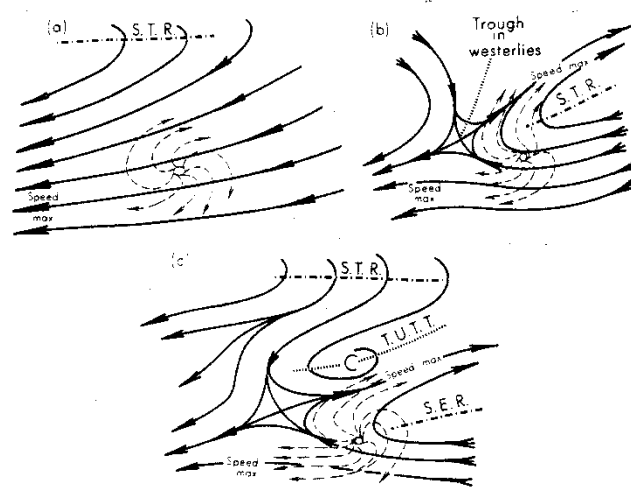 (a)
S.T.R.
Speed
max
(b)
Trough
in
westerlies
Speed max
S.T.R.
Speed
max
(c)
S.T.R.
T.U.T.T.
C
Speed max
S.E.R.
Speed
max